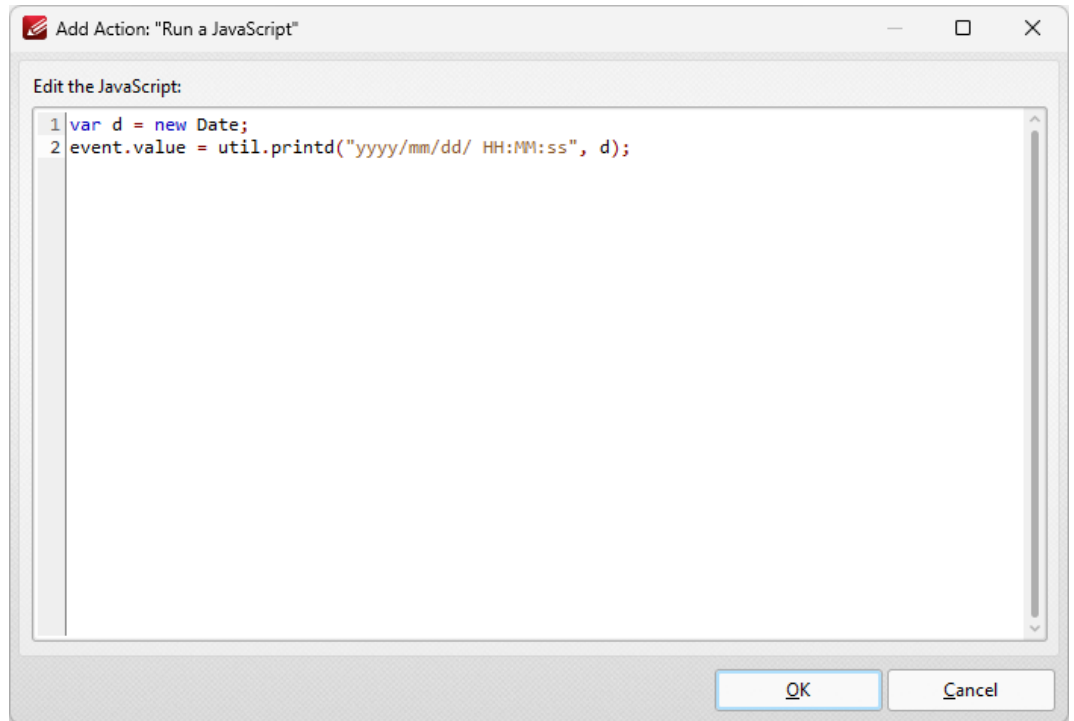 Add Action: "Run a JavaScript"
Edit the JavaScript:
1 var d = new Date;
2 event.value = util.printd("yyyy/mm/dd/ HH:MM:ss", d);
OK Cancel